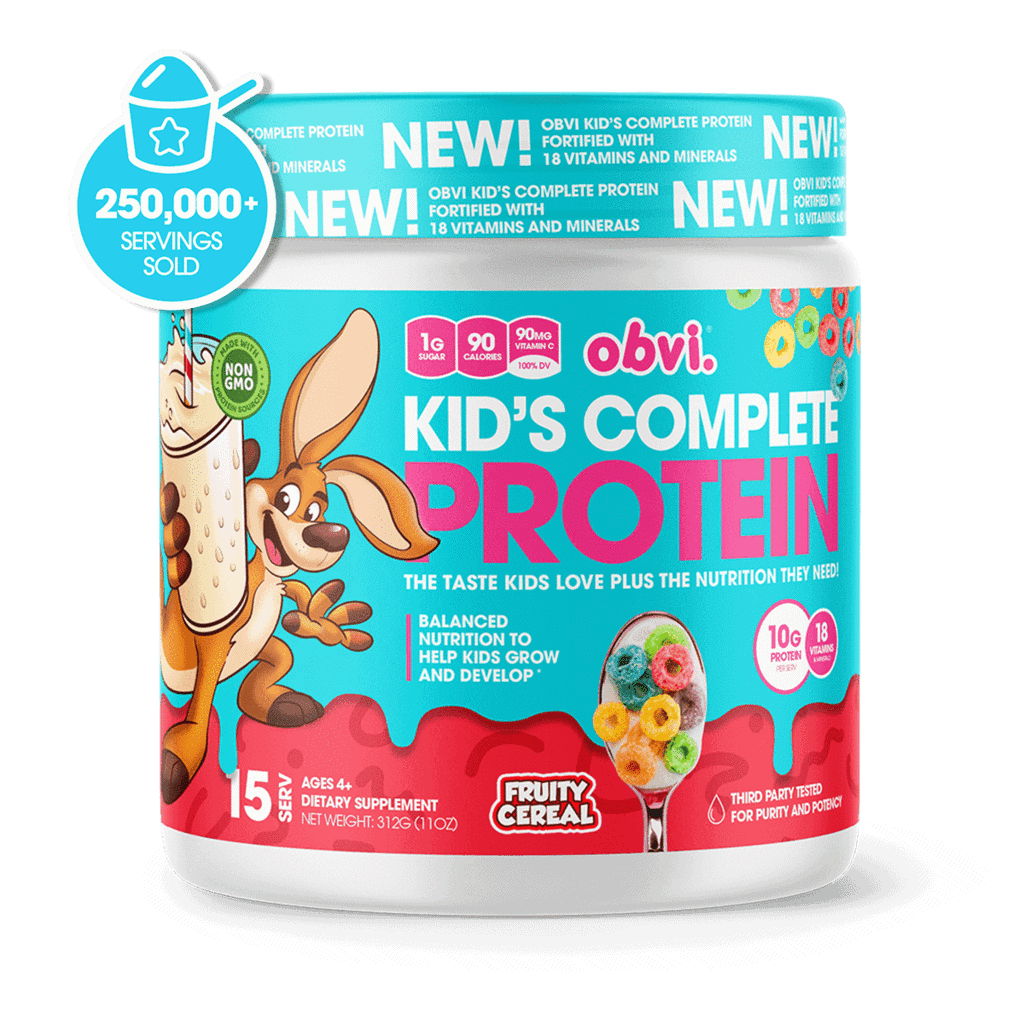 250,000+
SERVINGS
SOLD
COMPLETE PROTEIN
D MINERALS
NEW!
OBVI KID'S COMPLETE PROTEIN
FORTIFIED WITH
18 VITAMINS AND MINERALS
NEW!
NEW!
OBVI KID'S COMPLETE PROTEIN
FORTIFIED WITH
18 VITAMINS AND MINERALS
NEW!
OBVI KID'S
FORTIFIED WITH
18 VITAMINS AND
MADE WITH
NON
GMO
PROTEIN SOURCES
1G
SUGAR
90
CALORIES
90MG
VITAMIN C
100% DV
obvi.®
KID'S COMPLETE
PROTEIN
THE TASTE KIDS LOVE PLUS THE NUTRITION THEY NEED!
BALANCED
NUTRITION TO
HELP KIDS GROW
AND DEVELOP*
10G
PROTEIN
PER SERV
18
VITAMINS
& MINERALS
15
SERV
AGES 4+
DIETARY SUPPLEMENT
NET WEIGHT: 312G (11OZ)
FRUITY
CEREAL
THIRD PARTY TESTED
FOR PURITY AND POTENCY